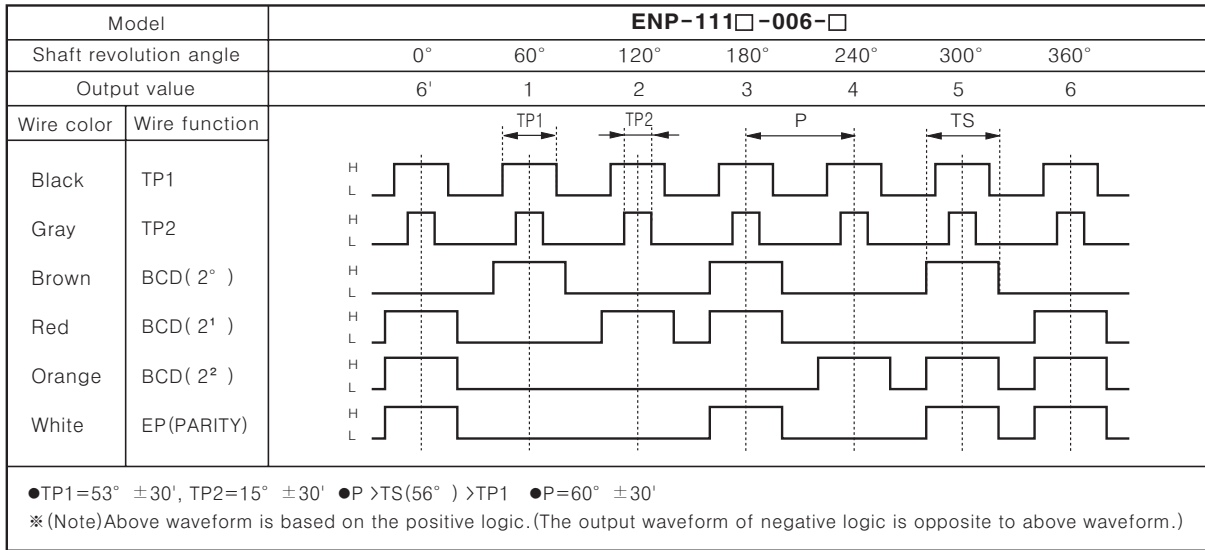 Model ENP-111□-006-□
Shaft revolution angle 0° 60° 120° 180° 240° 300° 360°
Output value 6' 1 2 3 4 5 6
Wire color Wire function TP1 TP2 P TS
Black TP1 H L
Gray TP2 H L
Brown BCD( 2° ) H L
Red BCD( 2¹ ) H L
Orange BCD( 2² ) H L
White EP(PARITY) H L
●TP1=53° ±30', TP2=15° ±30' ●P >TS(56° ) >TP1 ●P=60° ±30'
※(Note)Above waveform is based on the positive logic.(The output waveform of negative logic is opposite to above waveform.)